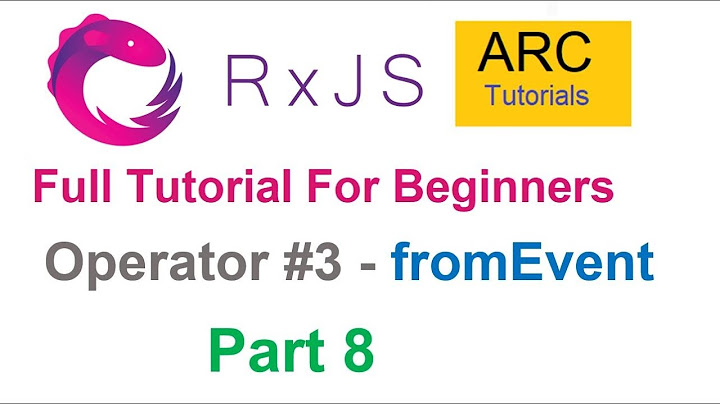 RxJS
ARC
Tutorials
Full Tutorial For Beginners
Operator #3 - fromEvent
Part 8